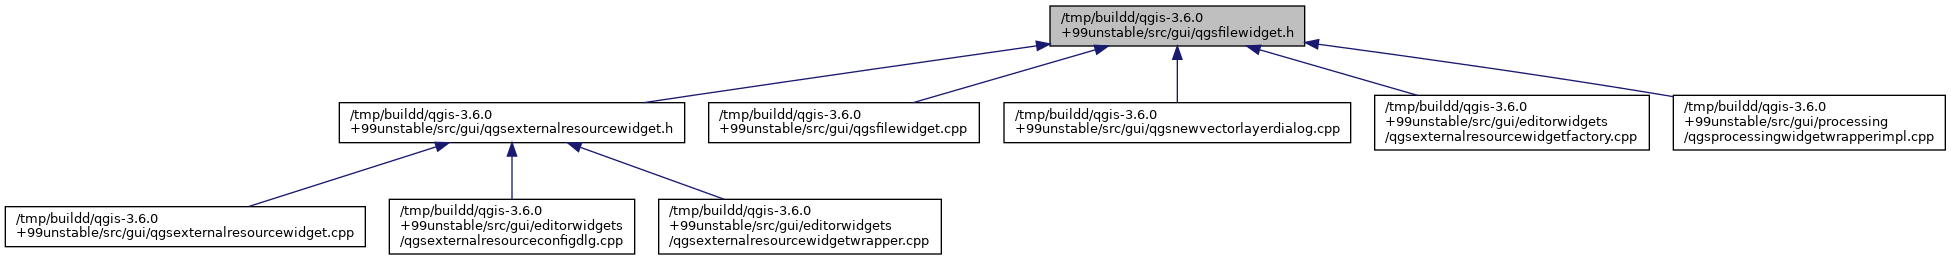 /tmp/buildd/qgis-3.6.0
+99unstable/src/gui/qgsfilewidget.h
/tmp/buildd/qgis-3.6.0
+99unstable/src/gui/qgsexternalresourcewidget.h
/tmp/buildd/qgis-3.6.0
+99unstable/src/gui/qgsfilewidget.cpp
/tmp/buildd/qgis-3.6.0
+99unstable/src/gui/qgsnewvectorlayerdialog.cpp
/tmp/buildd/qgis-3.6.0
+99unstable/src/gui/editorwidgets
/qgsexternalresourcewidgetfactory.cpp
/tmp/buildd/qgis-3.6.0
+99unstable/src/gui/processing
/qgsprocessingwidgetwrapperimpl.cpp
/tmp/buildd/qgis-3.6.0
+99unstable/src/gui/qgsexternalresourcewidget.cpp
/tmp/buildd/qgis-3.6.0
+99unstable/src/gui/editorwidgets
/qgsexternalresourceconfigdlg.cpp
/tmp/buildd/qgis-3.6.0
+99unstable/src/gui/editorwidgets
/qgsexternalresourcewidgetwrapper.cpp